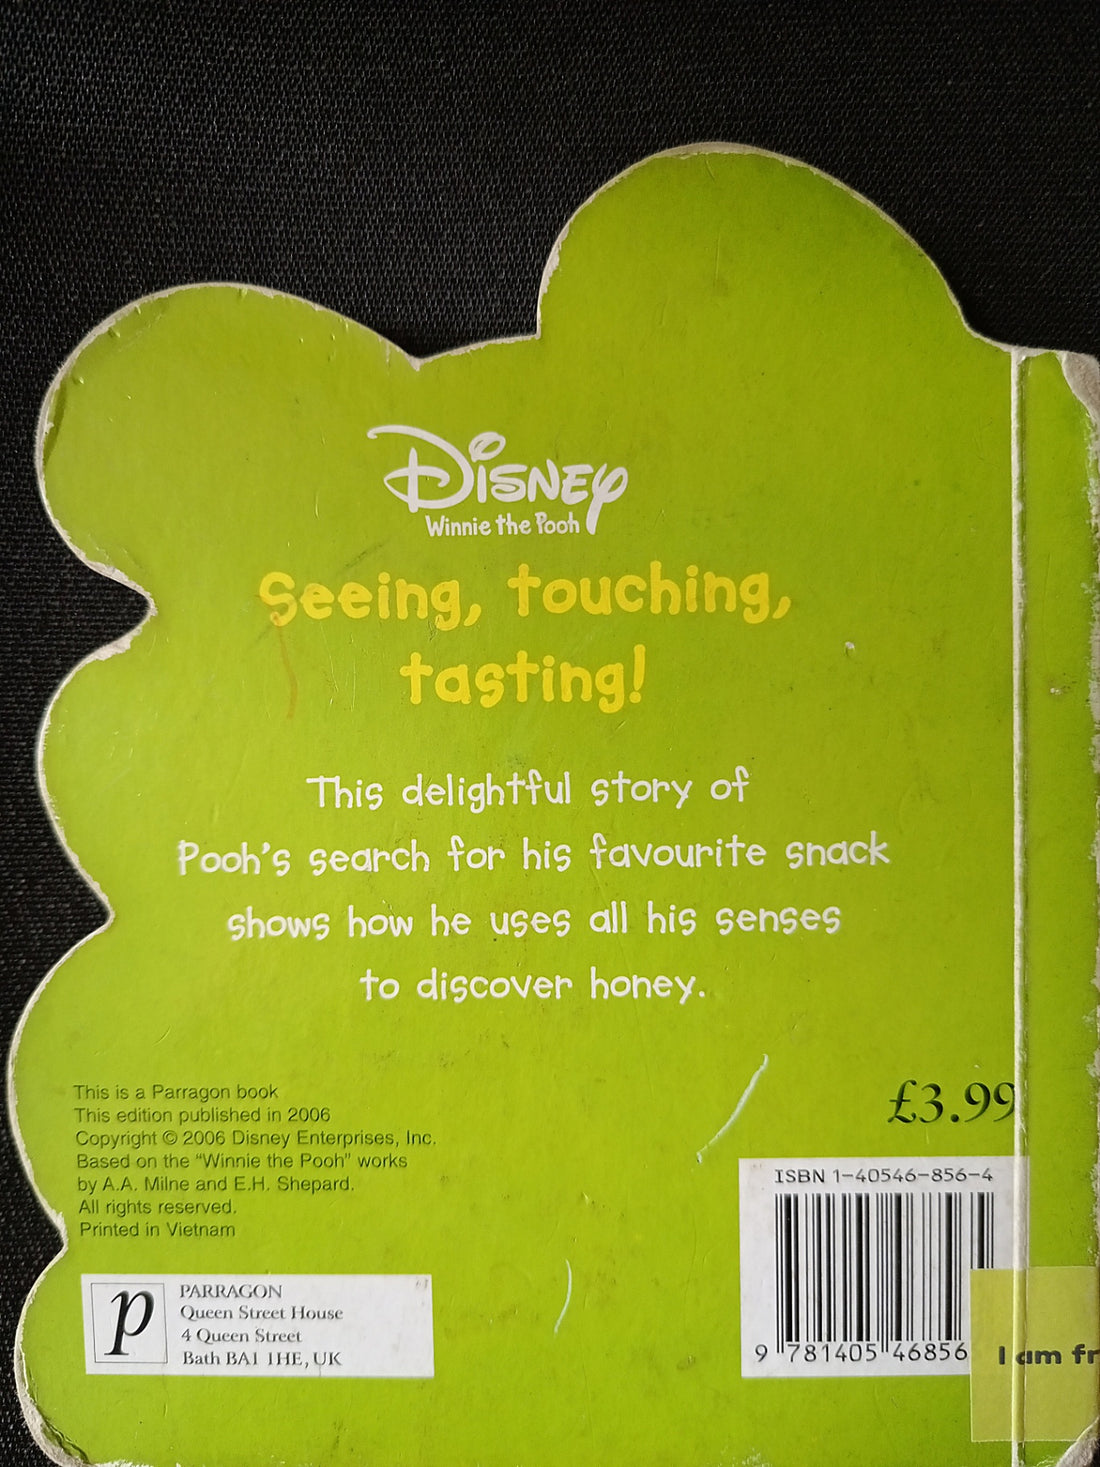 Disney
Winnie the Pooh
Seeing, touching,
tasting!
This delightful story of
Pooh's search for his favourite snack
shows how he uses all his senses
to discover honey.
This is a Parragon book
This edition published in 2006
Copyright © 2006 Disney Enterprises, Inc.
Based on the “Winnie the Pooh” works
by A.A. Milne and E.H. Shepard.
All rights reserved.
Printed in Vietnam
£3.99
p
PARRAGON
Queen Street House
4 Queen Street
Bath BA1 1HE, UK
ISBN 1-40546-856-4
9 781405 46856
I am